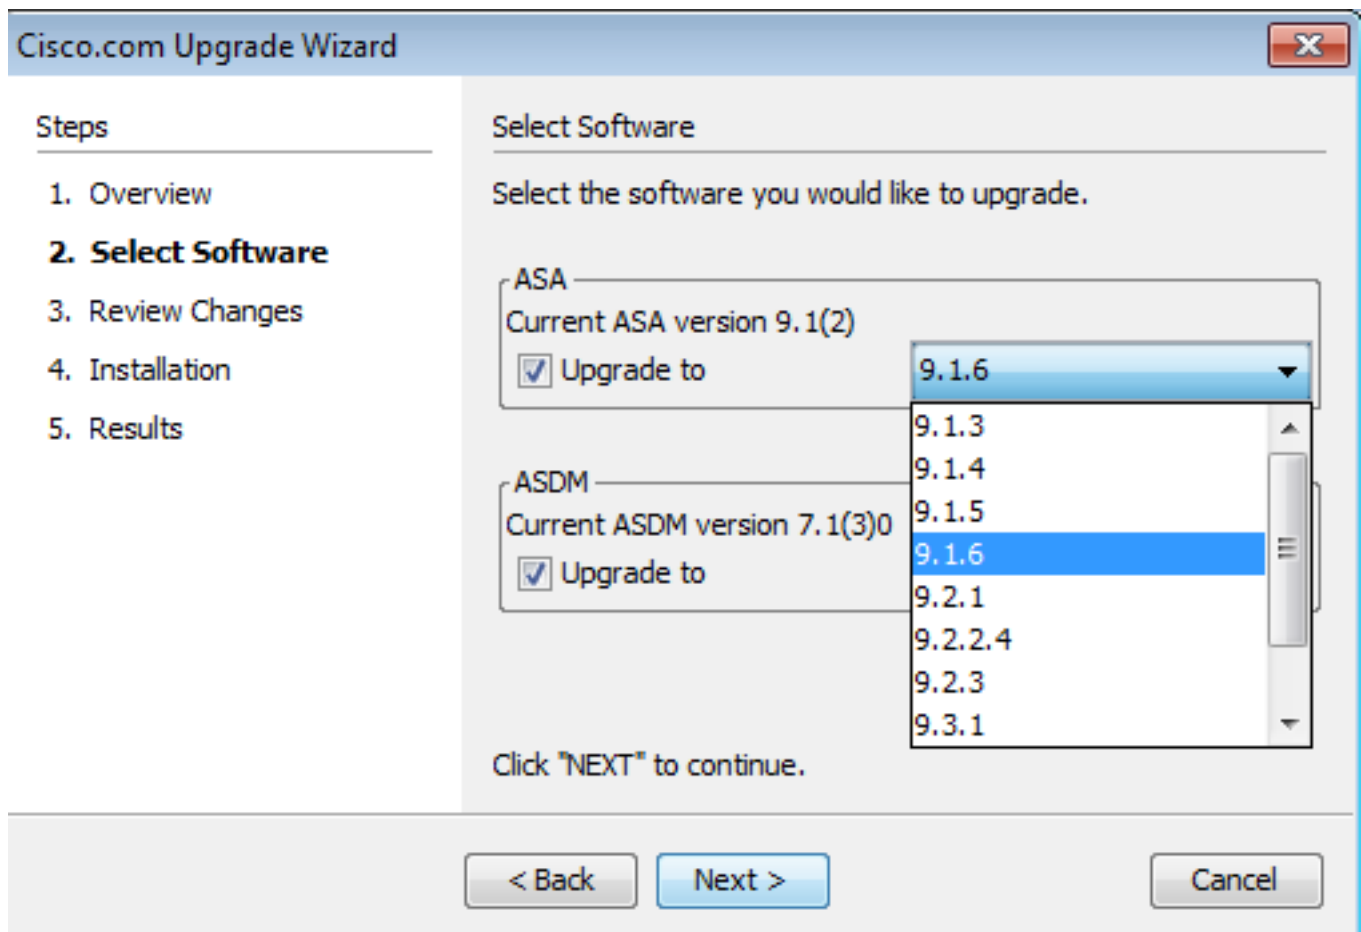 Cisco.com Upgrade Wizard
Steps
1. Overview
2. Select Software
3. Review Changes
4. Installation
5. Results
Select Software
Select the software you would like to upgrade.
ASA
Current ASA version 9.1(2)
Upgrade to
9.1.6
9.1.3
9.1.4
9.1.5
9.1.6
9.2.1
9.2.2.4
9.2.3
9.3.1
ASDM
Current ASDM version 7.1(3)0
Upgrade to
Click "NEXT" to continue.
< Back
Next >
Cancel